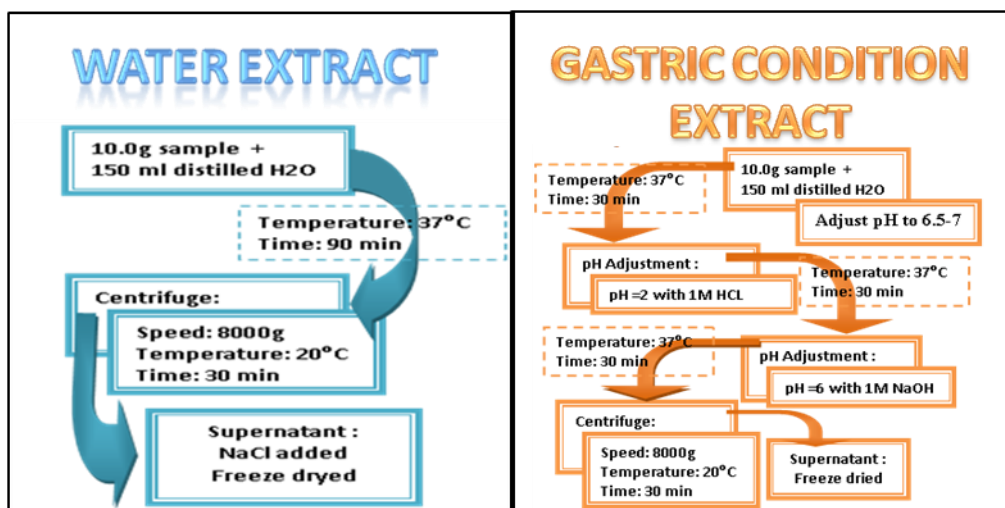 WATER EXTRACT
10.0g sample +
150 ml distilled H2O
Temperature: 37°C
Time: 90 min
Centrifuge:
Speed: 8000g
Temperature: 20°C
Time: 30 min
Supernatant :
NaCl added
Freeze dryed
GASTRIC CONDITION
EXTRACT
10.0g sample +
150 ml distilled H2O
Adjust pH to 6.5-7
Temperature: 37°C
Time: 30 min
pH Adjustment :
pH =2 with 1M HCL
Temperature: 37°C
Time: 30 min
pH Adjustment :
pH =6 with 1M NaOH
Temperature: 37°C
Time: 30 min
Centrifuge:
Speed: 8000g
Temperature: 20°C
Time: 30 min
Supernatant :
Freeze dried